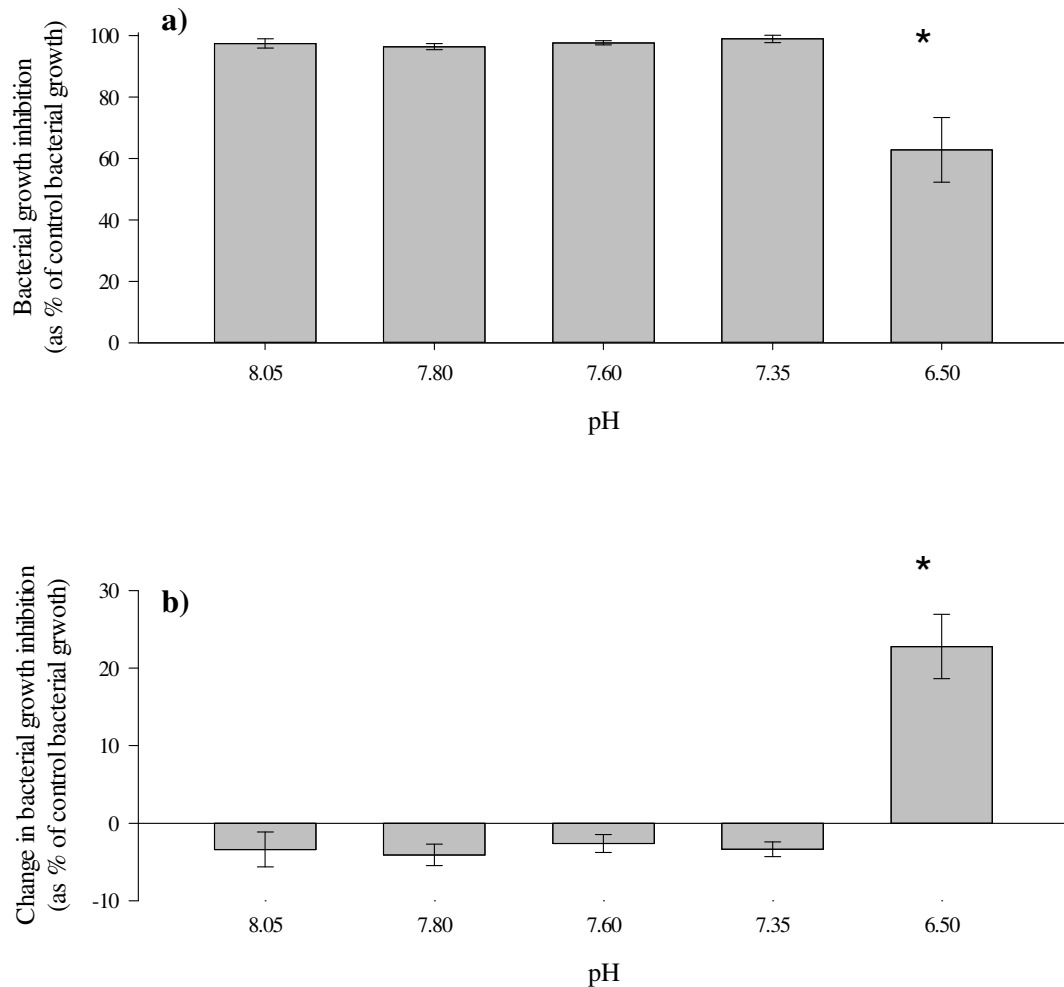 a)
Bacterial growth inhibition
(as % of control bacterial growth)
100
80
60
40
20
0
*
8.05 7.80 7.60 7.35 6.50
pH
b)
Change in bacterial growth inhibition
(as % of control bacterial grwoth)
30
20
10
0
-10
*
8.05 7.80 7.60 7.35 6.50
pH